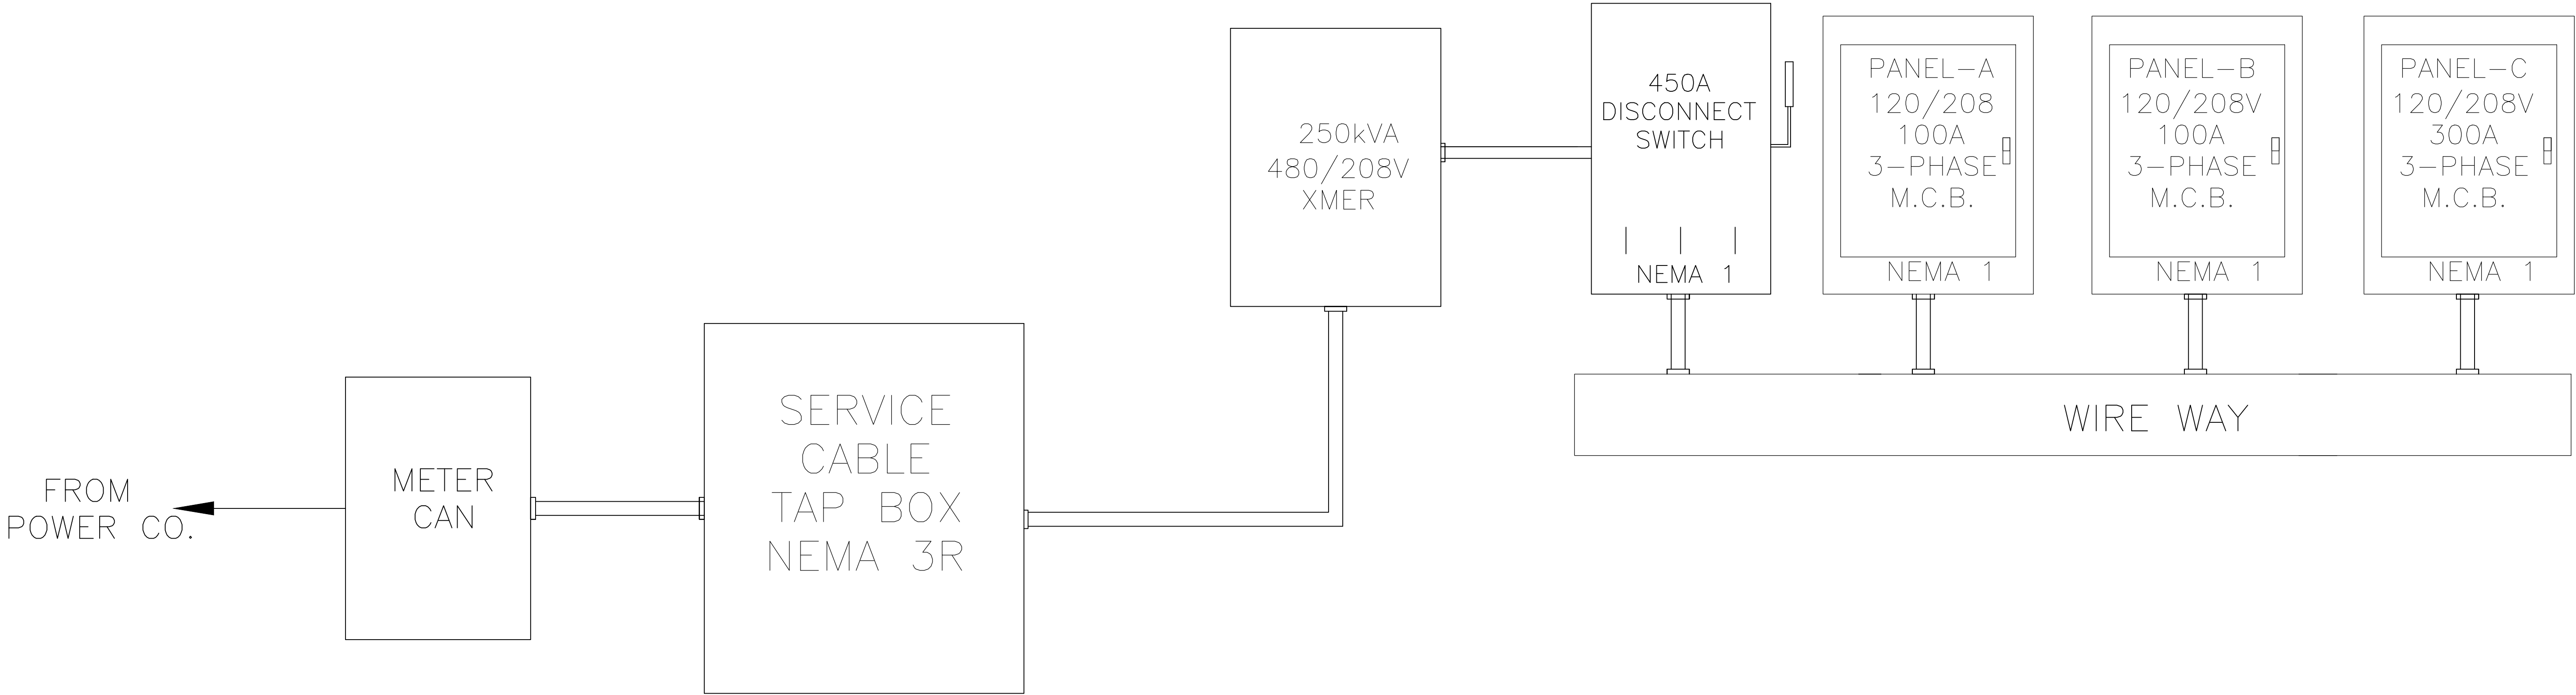 FROM
POWER CO.
METER
CAN
SERVICE
CABLE
TAP BOX
NEMA 3R
250kVA
480/208V
XMER
450A
DISCONNECT
SWITCH
NEMA 1
PANEL-A
120/208
100A
3-PHASE
M.C.B.
NEMA 1
PANEL-B
120/208V
100A
3-PHASE
M.C.B.
NEMA 1
PANEL-C
120/208V
300A
3-PHASE
M.C.B.
NEMA 1
WIRE WAY